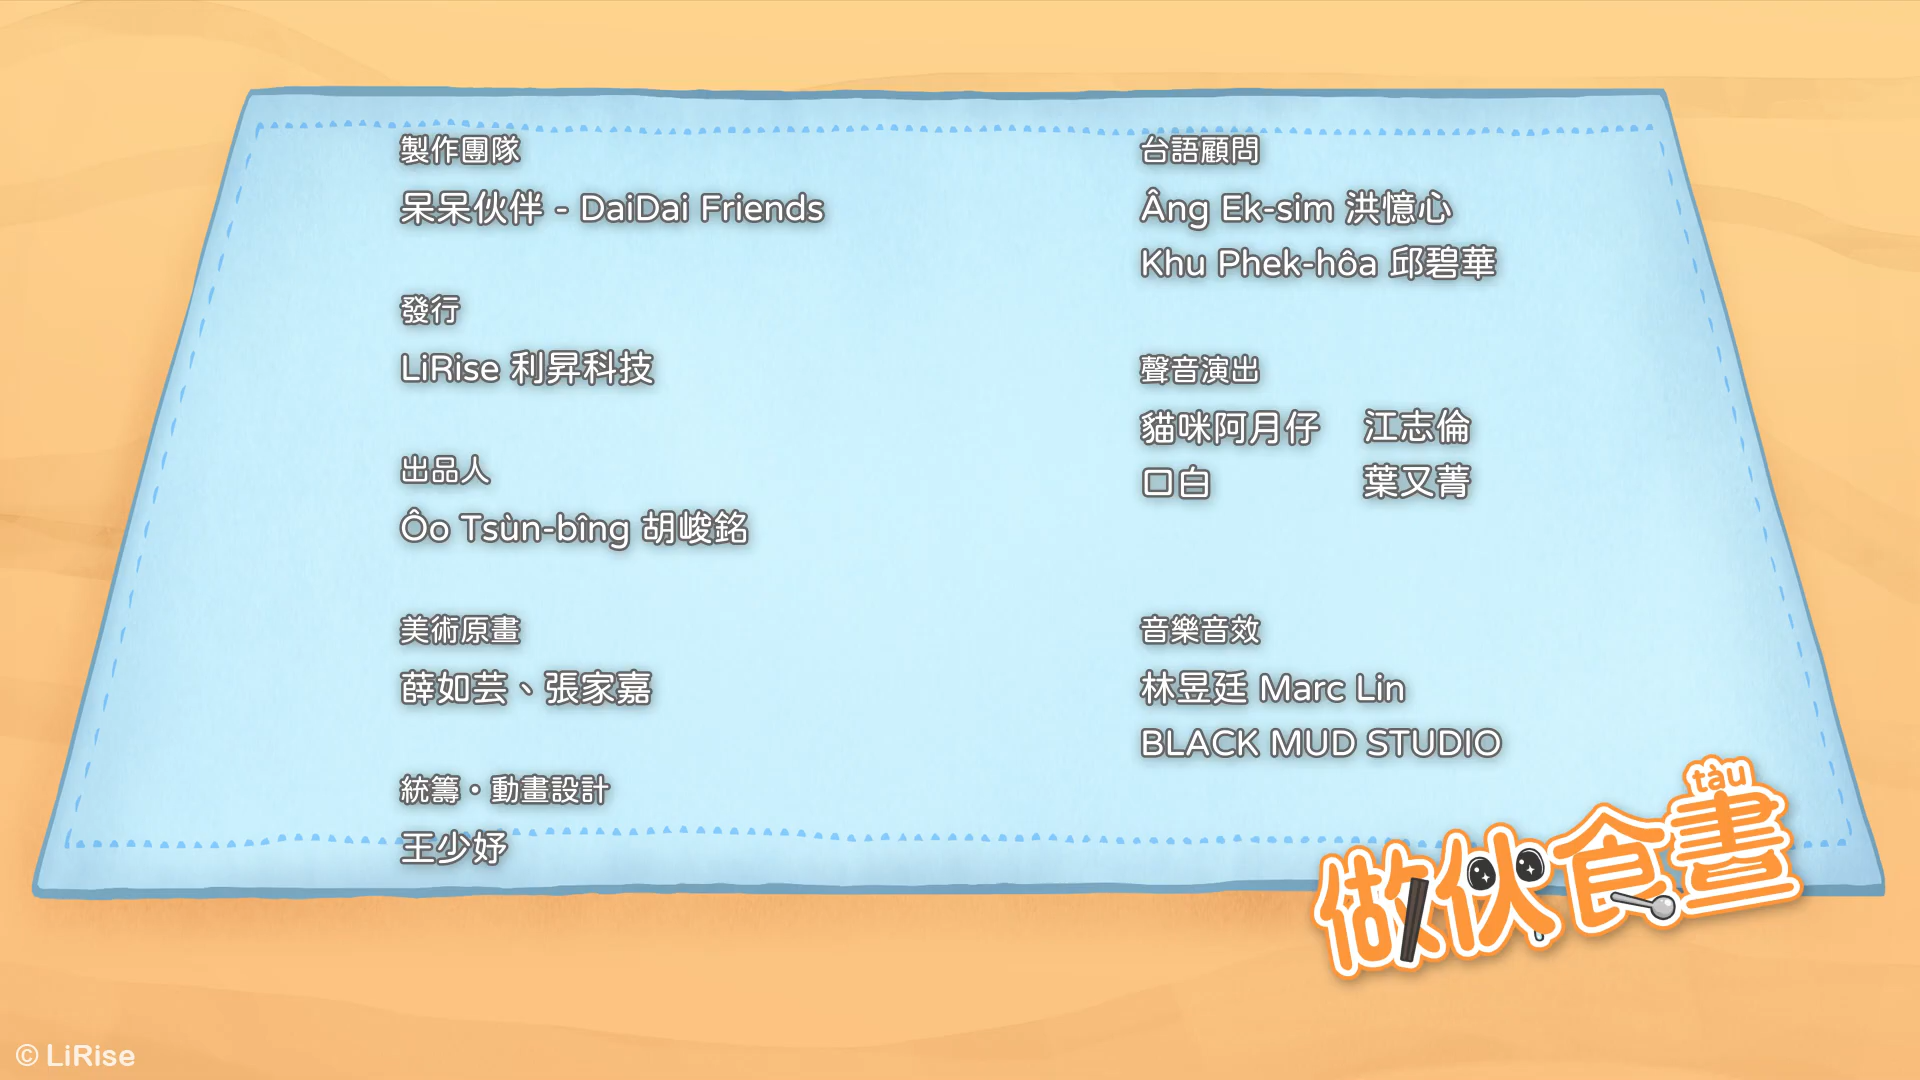 製作團隊
呆呆伙伴 - DaiDai Friends
發行
LiRise 利昇科技
出品人
Ôo Tsùn-bîng 胡峻銘
美術原畫
薛如芸、張家嘉
統籌・動畫設計
王少妤
台語顧問
Âng Ek-sim 洪憶心
Khu Phek-hôa 邱碧華
聲音演出
貓咪阿月仔 江志倫
口白 葉又菁
音樂音效
林昱廷 Marc Lin
BLACK MUD STUDIO
tàu
做伙食晝
© LiRise